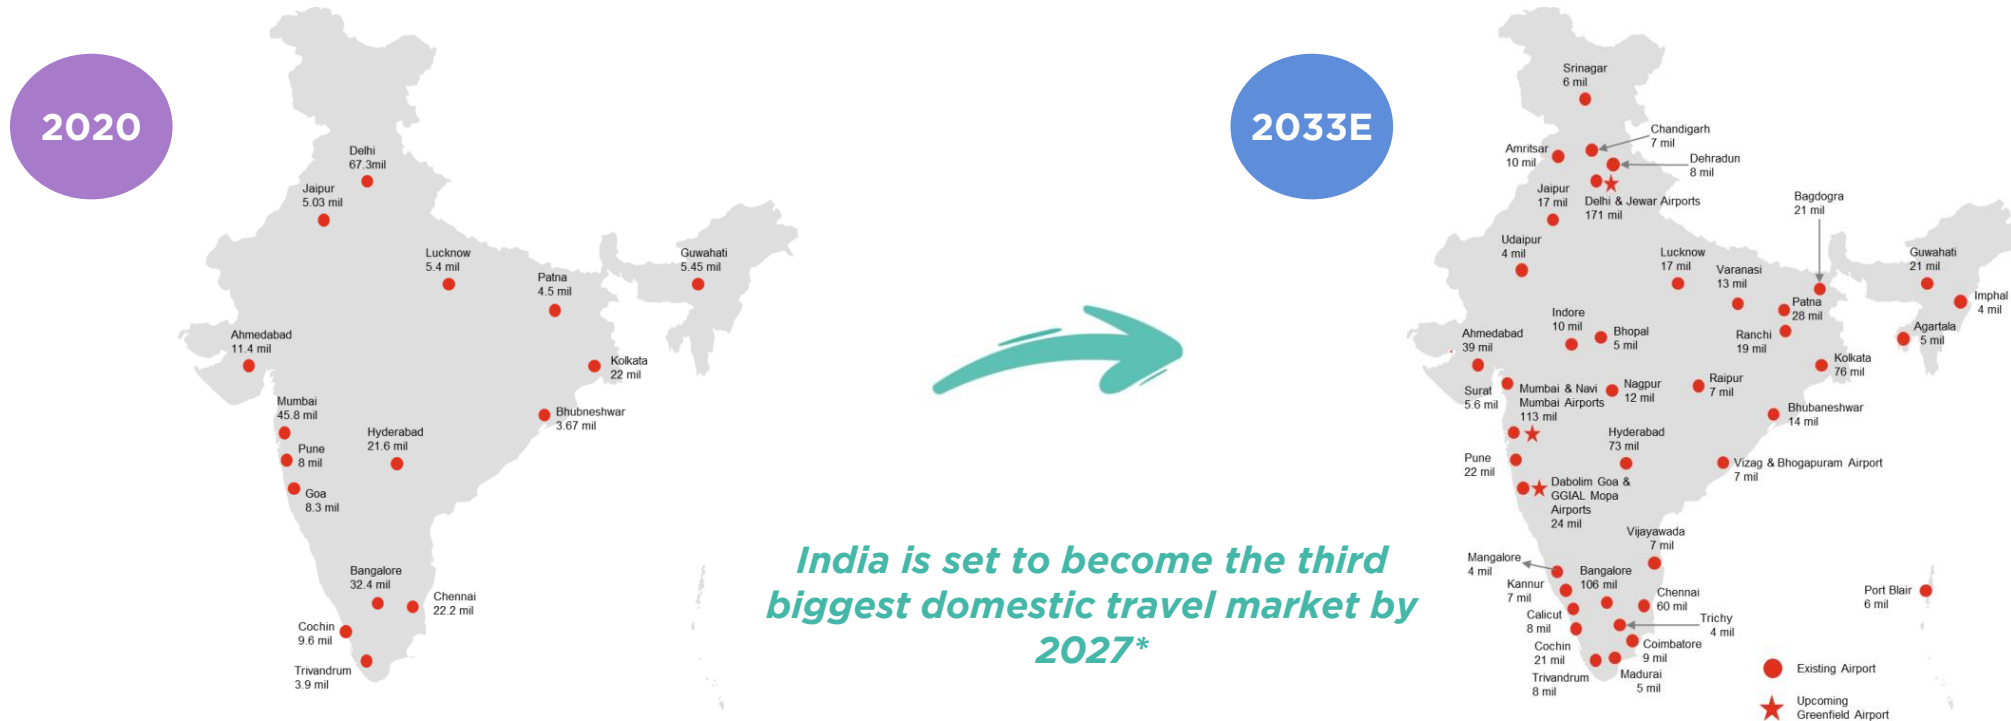 2020
Delhi
67.3mil
Jaipur
5.03 mil
Lucknow
5.4 mil
Patna
4.5 mil
Guwahati
5.45 mil
Ahmedabad
11.4 mil
Kolkata
22 mil
Mumbai
45.8 mil
Bhubneshwar
3.67 mil
Hyderabad
21.6 mil
Pune
8 mil
Goa
8.3 mil
Bangalore
32.4 mil
Chennai
22.2 mil
Cochin
9.6 mil
Trivandrum
3.9 mil
India is set to become the third
biggest domestic travel market by
2027*
2033E
Srinagar
6 mil
Chandigarh
7 mil
Amritsar
10 mil
Dehradun
8 mil
Jaipur
17 mil
Delhi & Jewar Airports
171 mil
Bagdogra
21 mil
Udaipur
4 mil
Lucknow
17 mil
Varanasi
13 mil
Guwahati
21 mil
Imphal
4 mil
Patna
28 mil
Indore
10 mil
Bhopal
5 mil
Ranchi
19 mil
Agartala
5 mil
Ahmedabad
39 mil
Kolkata
76 mil
Surat
5.6 mil
Mumbai & Navi
Mumbai Airports
113 mil
Nagpur
12 mil
Raipur
7 mil
Bhubaneshwar
14 mil
Hyderabad
73 mil
Pune
22 mil
Vizag & Bhogapuram Airport
7 mil
Dabolim Goa &
GGIAL Mopa
Airports
24 mil
Vijayawada
7 mil
Mangalore
4 mil
Bangalore
106 mil
Kannur
7 mil
Chennai
60 mil
Port Blair
6 mil
Calicut
8 mil
Trichy
4 mil
Cochin
21 mil
Coimbatore
9 mil
Trivandrum
8 mil
Madurai
5 mil
Existing Airport
Upcoming
Greenfield Airport